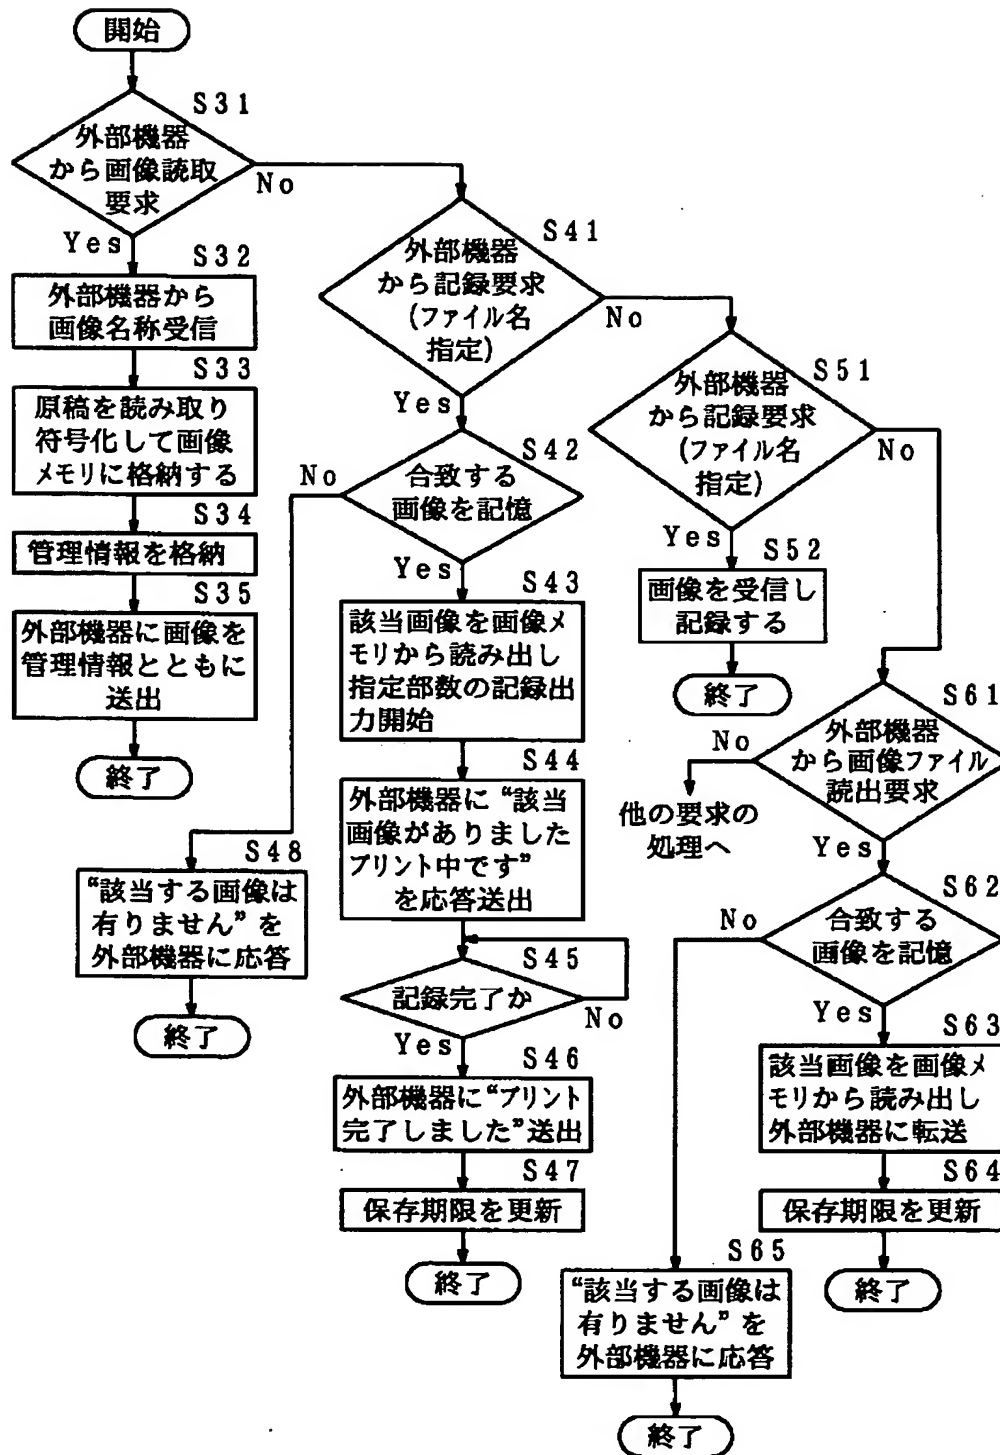 開始
S31
外部機器
から画像読取
要求
No
Yes
S32
外部機器から
画像名称受信
S33
原稿を読み取り
符号化して画像
メモリに格納する
S34
管理情報を格納
S35
外部機器に画像を
管理情報とともに
送出
終了
S41
外部機器
から記録要求
(ファイル名
指定)
No
Yes
S42
合致する
画像を記憶
No
Yes
S43
該当画像を画像メ
モリから読み出し
指定部数の記録出
力開始
S44
外部機器に“該当
画像がありました
プリント中です”
を応答送出
S45
記録完了か
No
Yes
S46
外部機器に“プリント
完了しました”送出
S47
保存期限を更新
終了
S48
“該当する画像は
有りません”を
外部機器に応答
終了
S51
外部機器
から記録要求
(ファイル名
指定)
No
Yes
S52
画像を受信し
記録する
終了
S61
外部機器
から画像ファイル
読出要求
No
他の要求の
処理へ
Yes
S62
合致する
画像を記憶
No
Yes
S63
該当画像を画像メ
モリから読み出し
外部機器に転送
S64
保存期限を更新
終了
S65
“該当する画像は
有りません”を
外部機器に応答
終了